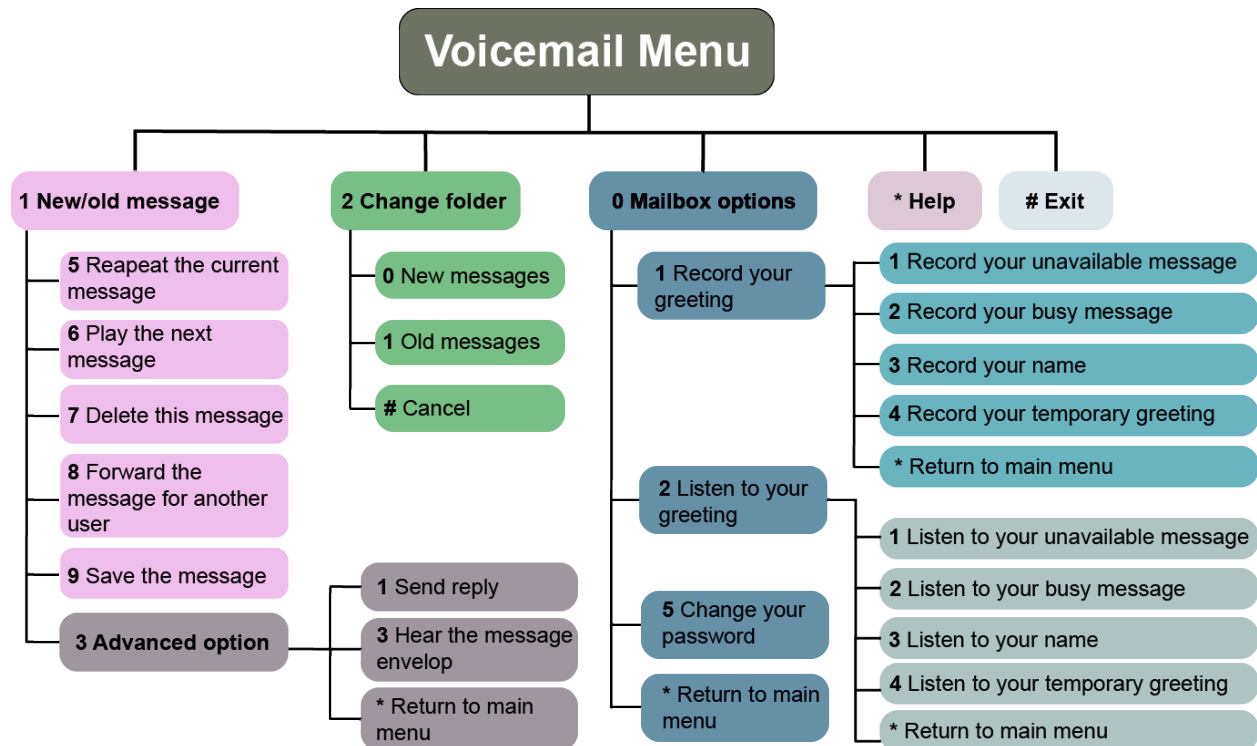 Voicemail Menu
1 New/old message
2 Change folder
0 Mailbox options
* Help
# Exit
5 Reapeat the current
message
6 Play the next
message
7 Delete this message
8 Forward the
message for another
user
9 Save the message
3 Advanced option
1 Send reply
3 Hear the message
envelop
* Return to main
menu
0 New messages
1 Old messages
# Cancel
1 Record your
greeting
2 Listen to your
greeting
5 Change your
password
* Return to main
menu
1 Record your unavailable message
2 Record your busy message
3 Record your name
4 Record your temporary greeting
* Return to main menu
1 Listen to your unavailable message
2 Listen to your busy message
3 Listen to your name
4 Listen to your temporary greeting
* Return to main menu